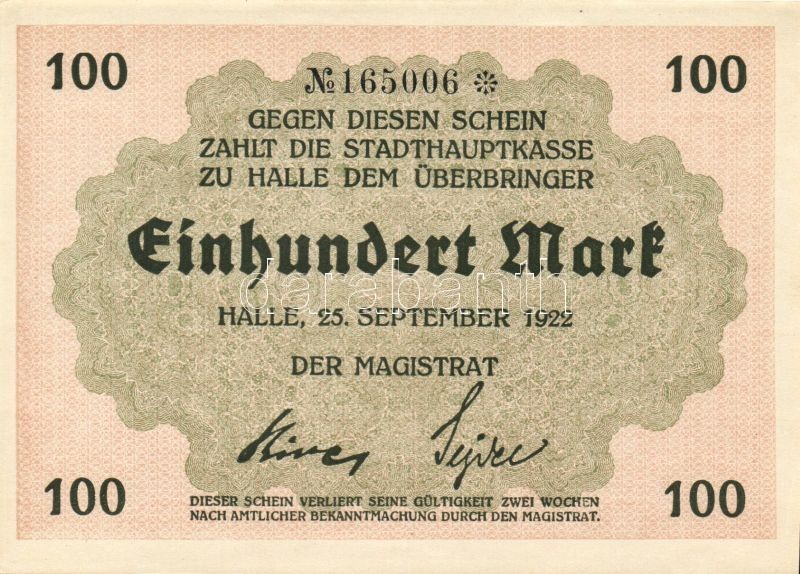 100
№165006 ❊
100
GEGEN DIESEN SCHEIN
ZAHLT DIE STADTHAUPTKASSE
ZU HALLE DEM ÜBERBRINGER
Einhundert Mark
darabanth
HALLE, 25. SEPTEMBER 1922
DER MAGISTRAT
100
100
DIESER SCHEIN VERLIERT SEINE GÜLTIGKEIT ZWEI WOCHEN
NACH AMTLICHER BEKANNTMACHUNG DURCH DEN MAGISTRAT.